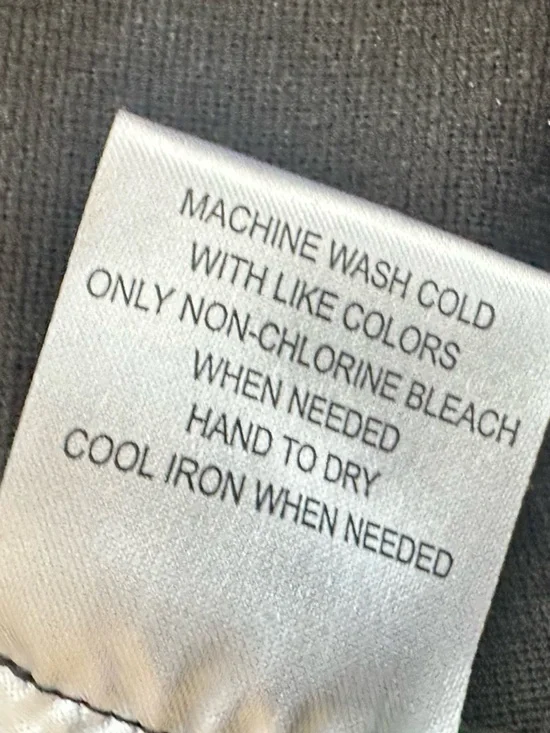 MACHINE WASH COLD
WITH LIKE COLORS
ONLY NON-CHLORINE BLEACH
WHEN NEEDED
HAND TO DRY
COOL IRON WHEN NEEDED